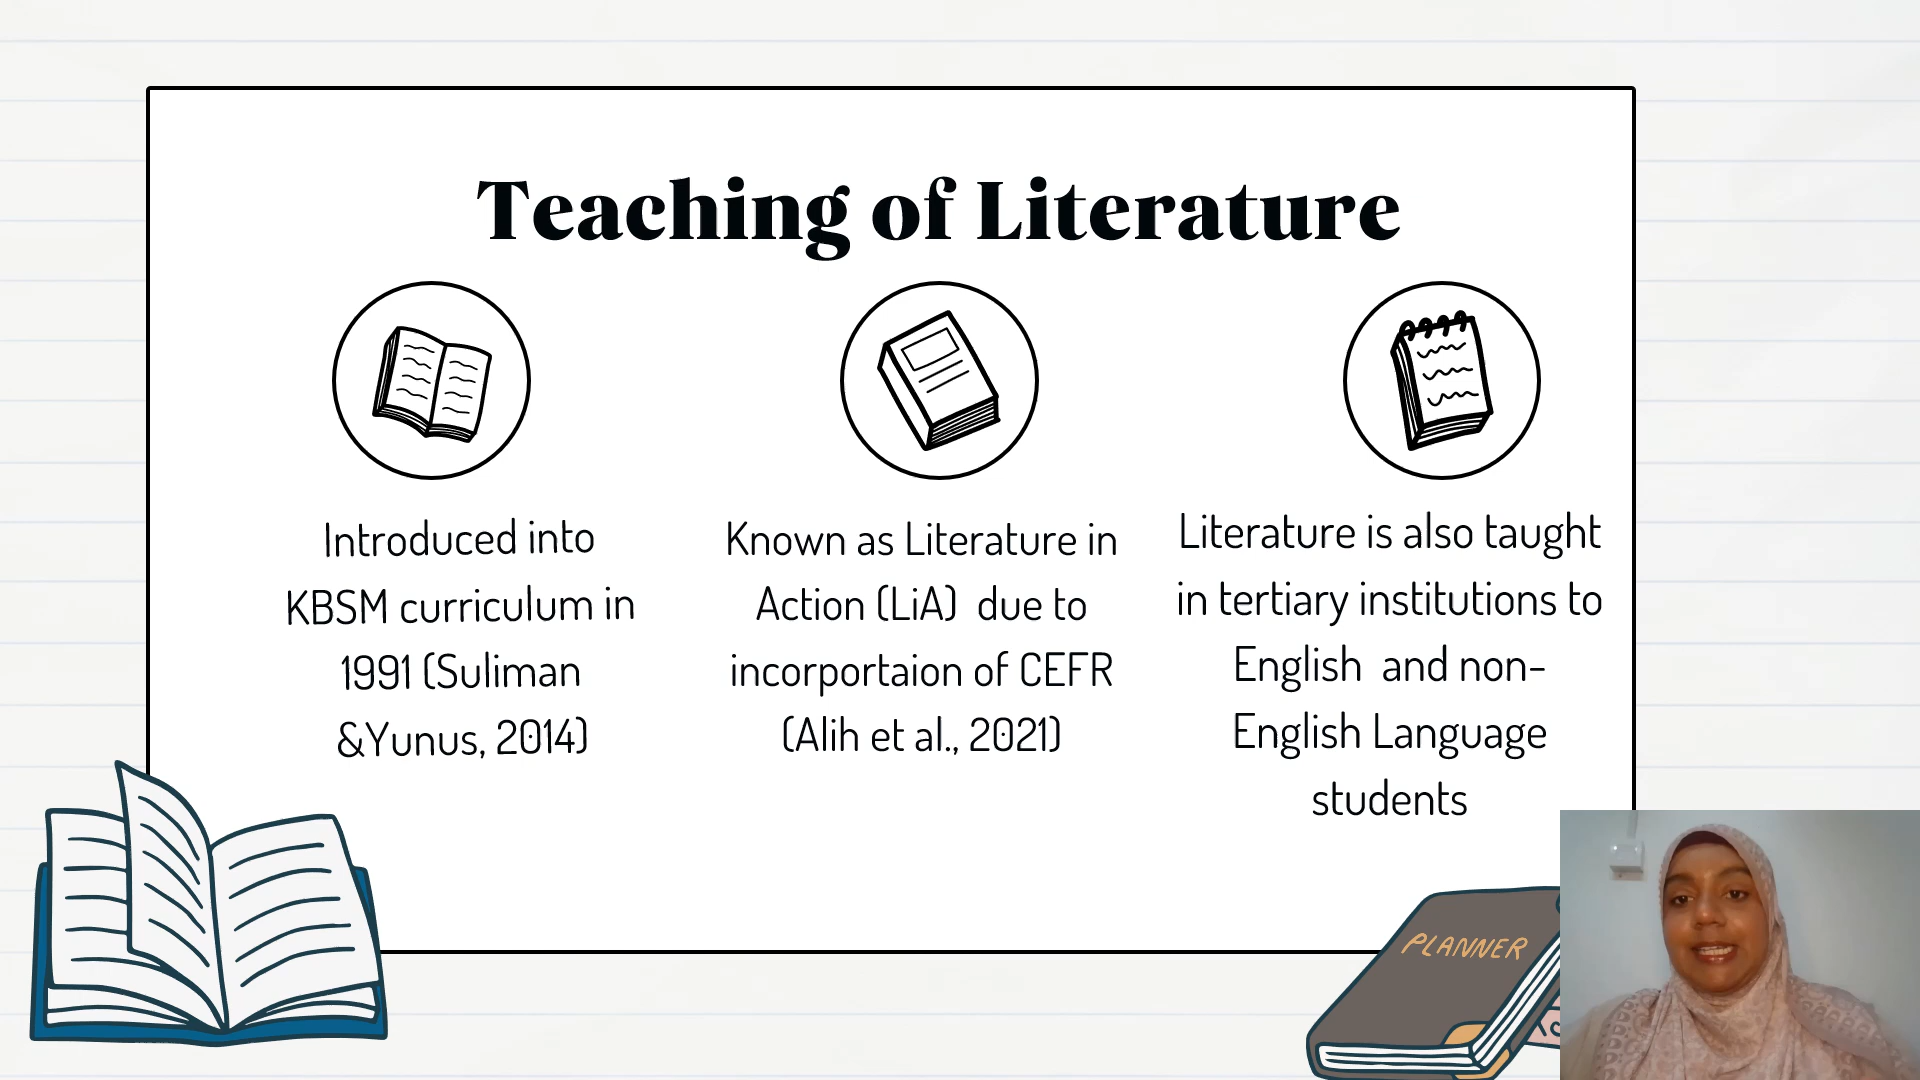 Teaching of Literature
Introduced into
KBSM curriculum in
1991 (Suliman
&Yunus, 2014)
Known as Literature in
Action (LiA) due to
incorportaion of CEFR
(Alih et al., 2021)
Literature is also taught
in tertiary institutions to
English and non-
English Language
students
PLANNER